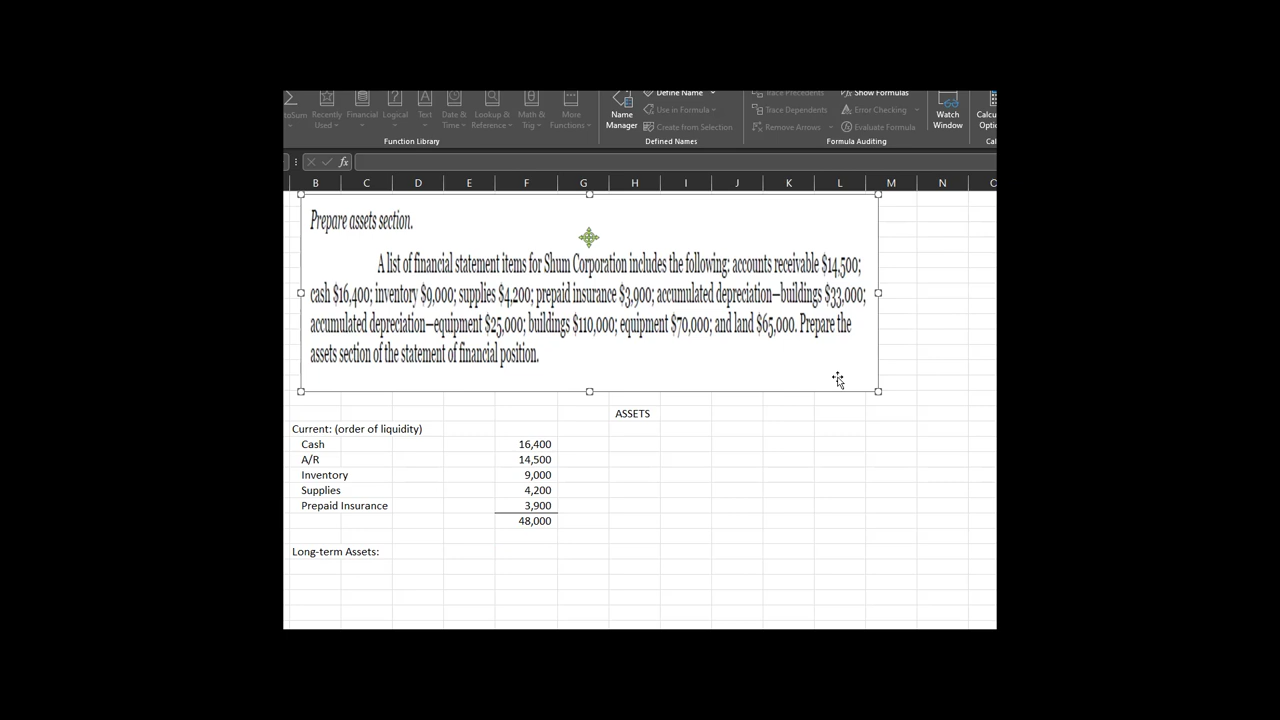 toSum Recently Used Financial Logical Text Date & Time Lookup & Reference Math & Trig More Functions
Function Library
Name Manager
Define Name
Use in Formula
Create from Selection
Defined Names
Trace Precedents
Trace Dependents
Remove Arrows
Show Formulas
Error Checking
Evaluate Formula
Formula Auditing
Watch Window
Calcu Optio
Cal
fx
B C D E F G H I J K L M N O
Prepare assets section.
A list of financial statement items for Shum Corporation includes the following: accounts receivable $14,500;
cash $16,400; inventory $9,000; supplies $4,200; prepaid insurance $3,900; accumulated depreciation—buildings $33,000;
accumulated depreciation—equipment $25,000; buildings $110,000; equipment $70,000; and land $65,000. Prepare the
assets section of the statement of financial position.
ASSETS
Current: (order of liquidity)
Cash 16,400
A/R 14,500
Inventory 9,000
Supplies 4,200
Prepaid Insurance 3,900
48,000
Long-term Assets: